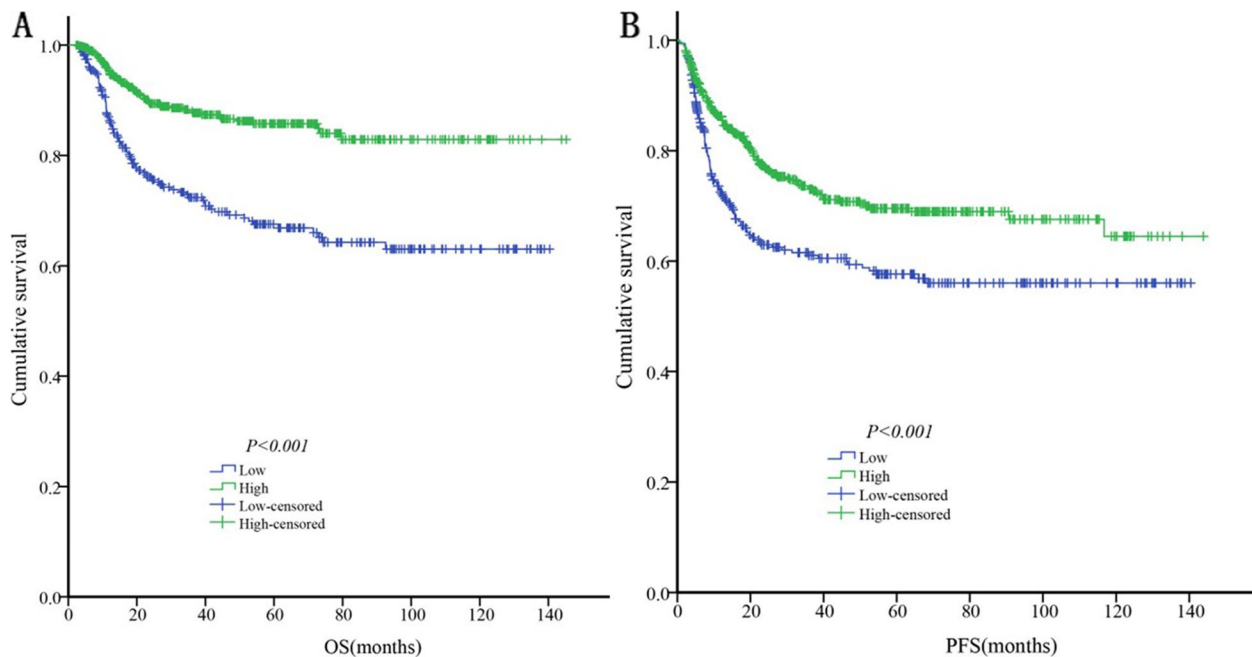 A
1.0
0.8
0.6
0.4
0.2
0.0
Cumulative survival
P<0.001
Low
High
Low-censored
High-censored
0 20 40 60 80 100 120 140
OS(months)
B
1.0
0.8
0.6
0.4
0.2
0.0
Cumulative survival
P<0.001
Low
High
Low-censored
High-censored
0 20 40 60 80 100 120 140
PFS(months)